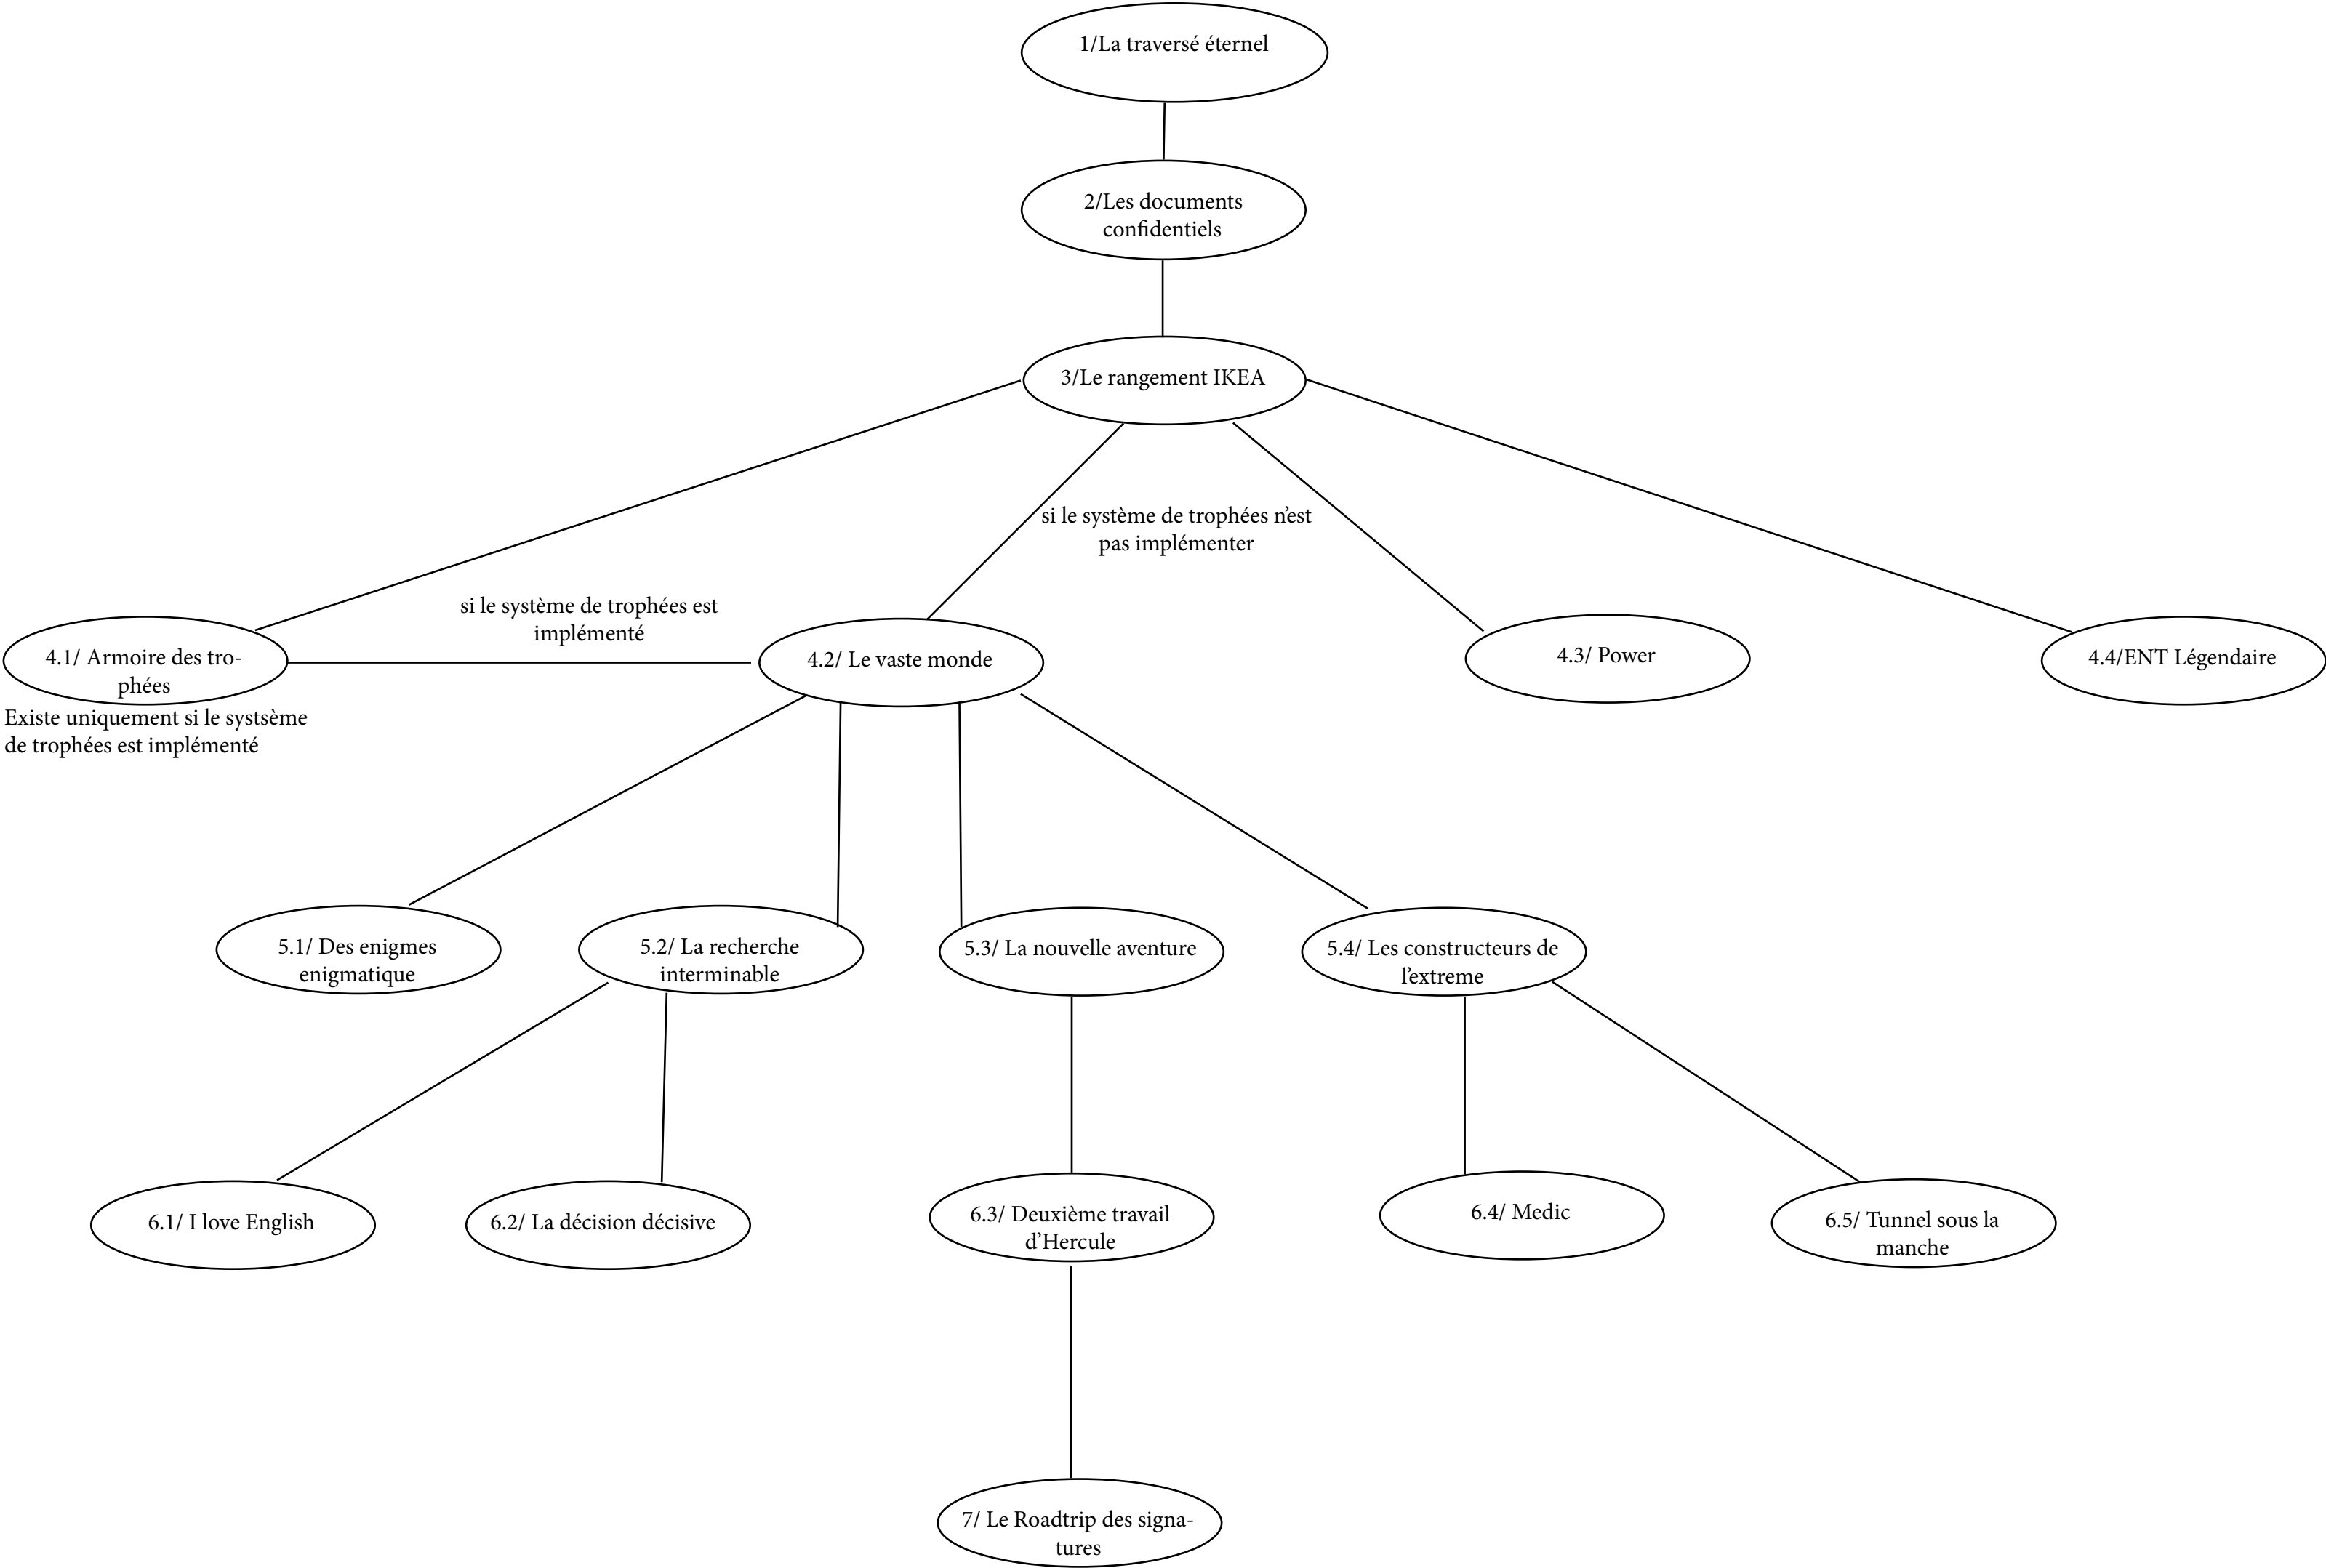 1/La traversé éternel
2/Les documents
confidentiels
3/Le rangement IKEA
si le système de trophées n'est
pas implémenter
si le système de trophées est
implémenté
4.1/ Armoire des tro-
phées
4.2/ Le vaste monde
4.3/ Power
4.4/ENT Légendaire
Existe uniquement si le systsème
de trophées est implémenté
5.1/ Des enigmes
enigmatique
5.2/ La recherche
interminable
5.3/ La nouvelle aventure
5.4/ Les constructeurs de
l'extreme
6.1/ I love English
6.2/ La décision décisive
6.3/ Deuxième travail
d'Hercule
6.4/ Medic
6.5/ Tunnel sous la
manche
7/ Le Roadtrip des signa-
tures